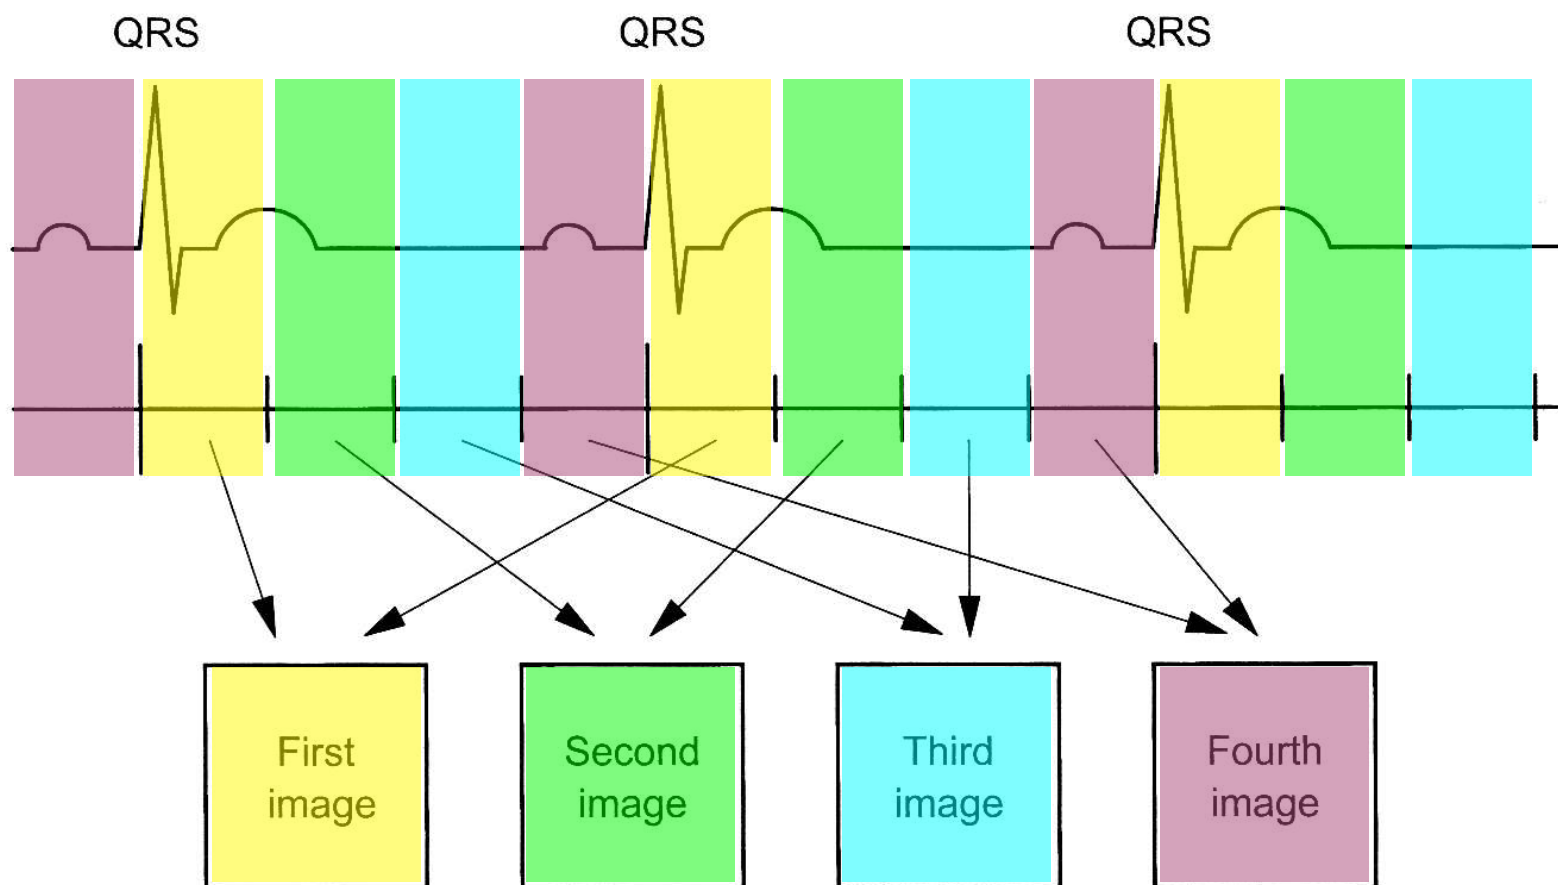 QRS QRS QRS
First
image
Second
image
Third
image
Fourth
image